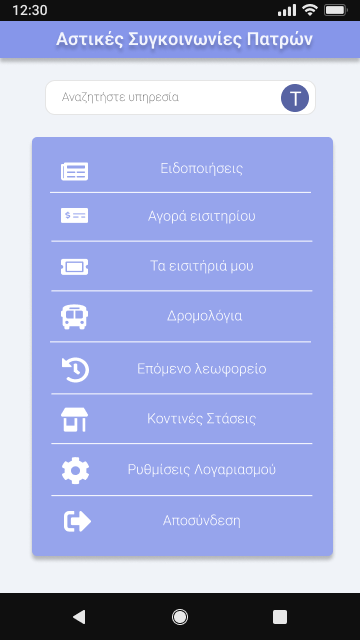 12:30
Αστικές Συγκοινωνίες Πατρών
Αναζητήστε υπηρεσία
T
Ειδοποιήσεις
Αγορά εισιτηρίου
Τα εισιτήριά μου
Δρομολόγια
Επόμενο λεωφορείο
Κοντινές Στάσεις
Ρυθμίσεις Λογαριασμού
Αποσύνδεση